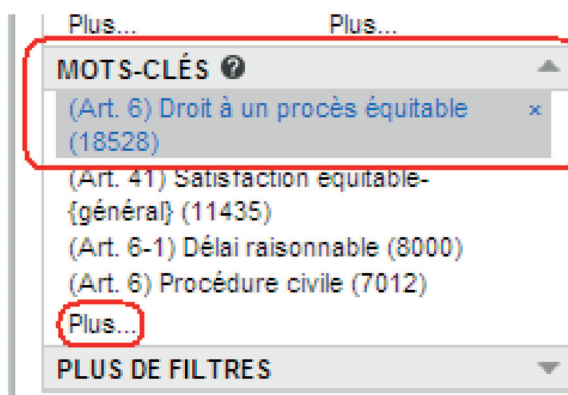 Plus... Plus...
MOTS-CLÉS ?
(Art. 6) Droit à un procès équitable ×
(18528)
(Art. 41) Satisfaction équitable-
{général} (11435)
(Art. 6-1) Délai raisonnable (8000)
(Art. 6) Procédure civile (7012)
Plus...
PLUS DE FILTRES